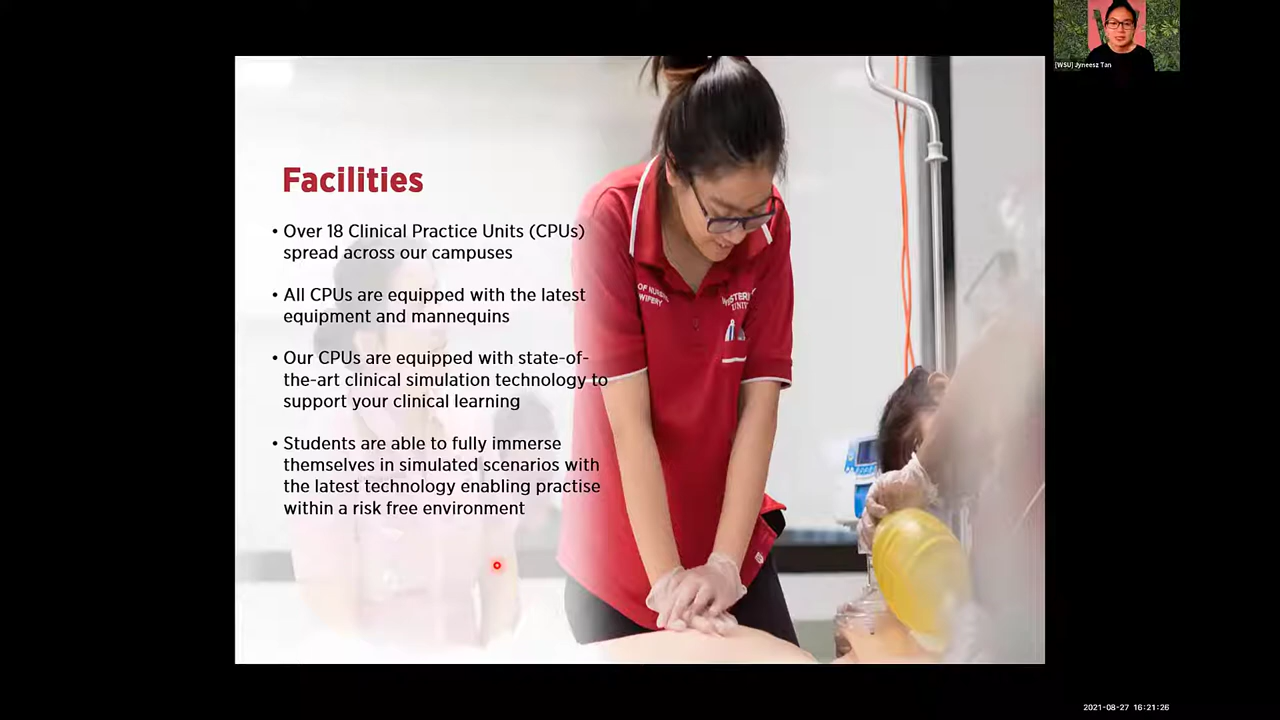 [WSU] Jyneesz Tan
Facilities
• Over 18 Clinical Practice Units (CPUs)
spread across our campuses
• All CPUs are equipped with the latest
equipment and mannequins
• Our CPUs are equipped with state-of-
the-art clinical simulation technology to
support your clinical learning
• Students are able to fully immerse
themselves in simulated scenarios with
the latest technology enabling practise
within a risk free environment
OF
2021-08-27 16:21:26